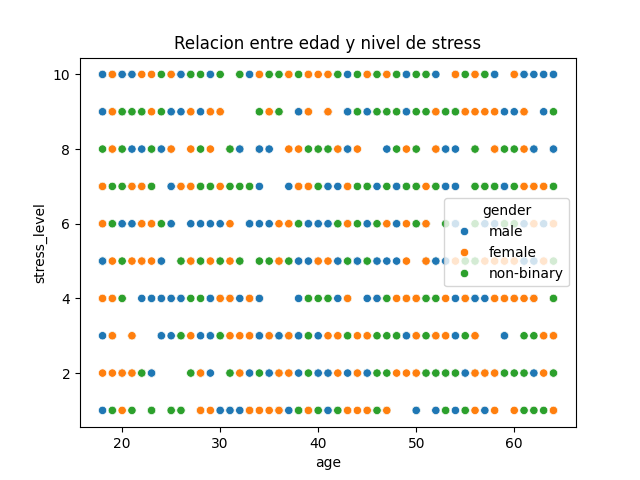 Relacion entre edad y nivel de stress
stress_level
10
8
6
4
2
gender
male
female
non-binary
20
30
40
50
60
age